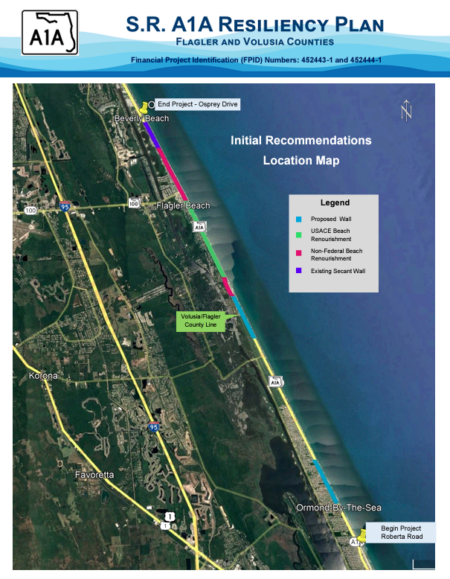 A1A
S.R. A1A RESILIENCY PLAN
FLAGLER AND VOLUSIA COUNTIES
Financial Project Identification (FPID) Numbers: 452443-1 and 452444-1
End Project - Osprey Drive
Beverly Beach
N
Initial Recommendations
Location Map
Legend
Proposed Wall
USACE Beach
Renourishment
Non-Federal Beach
Renourishment
Existing Secant Wall
100
95
100
Flagler Beach
A1A
Volusia/Flagler
County Line
Korona
A1A
95
Favoretta
1
1
Ormond-By-The-Sea
Begin Project
Roberta Road
A1